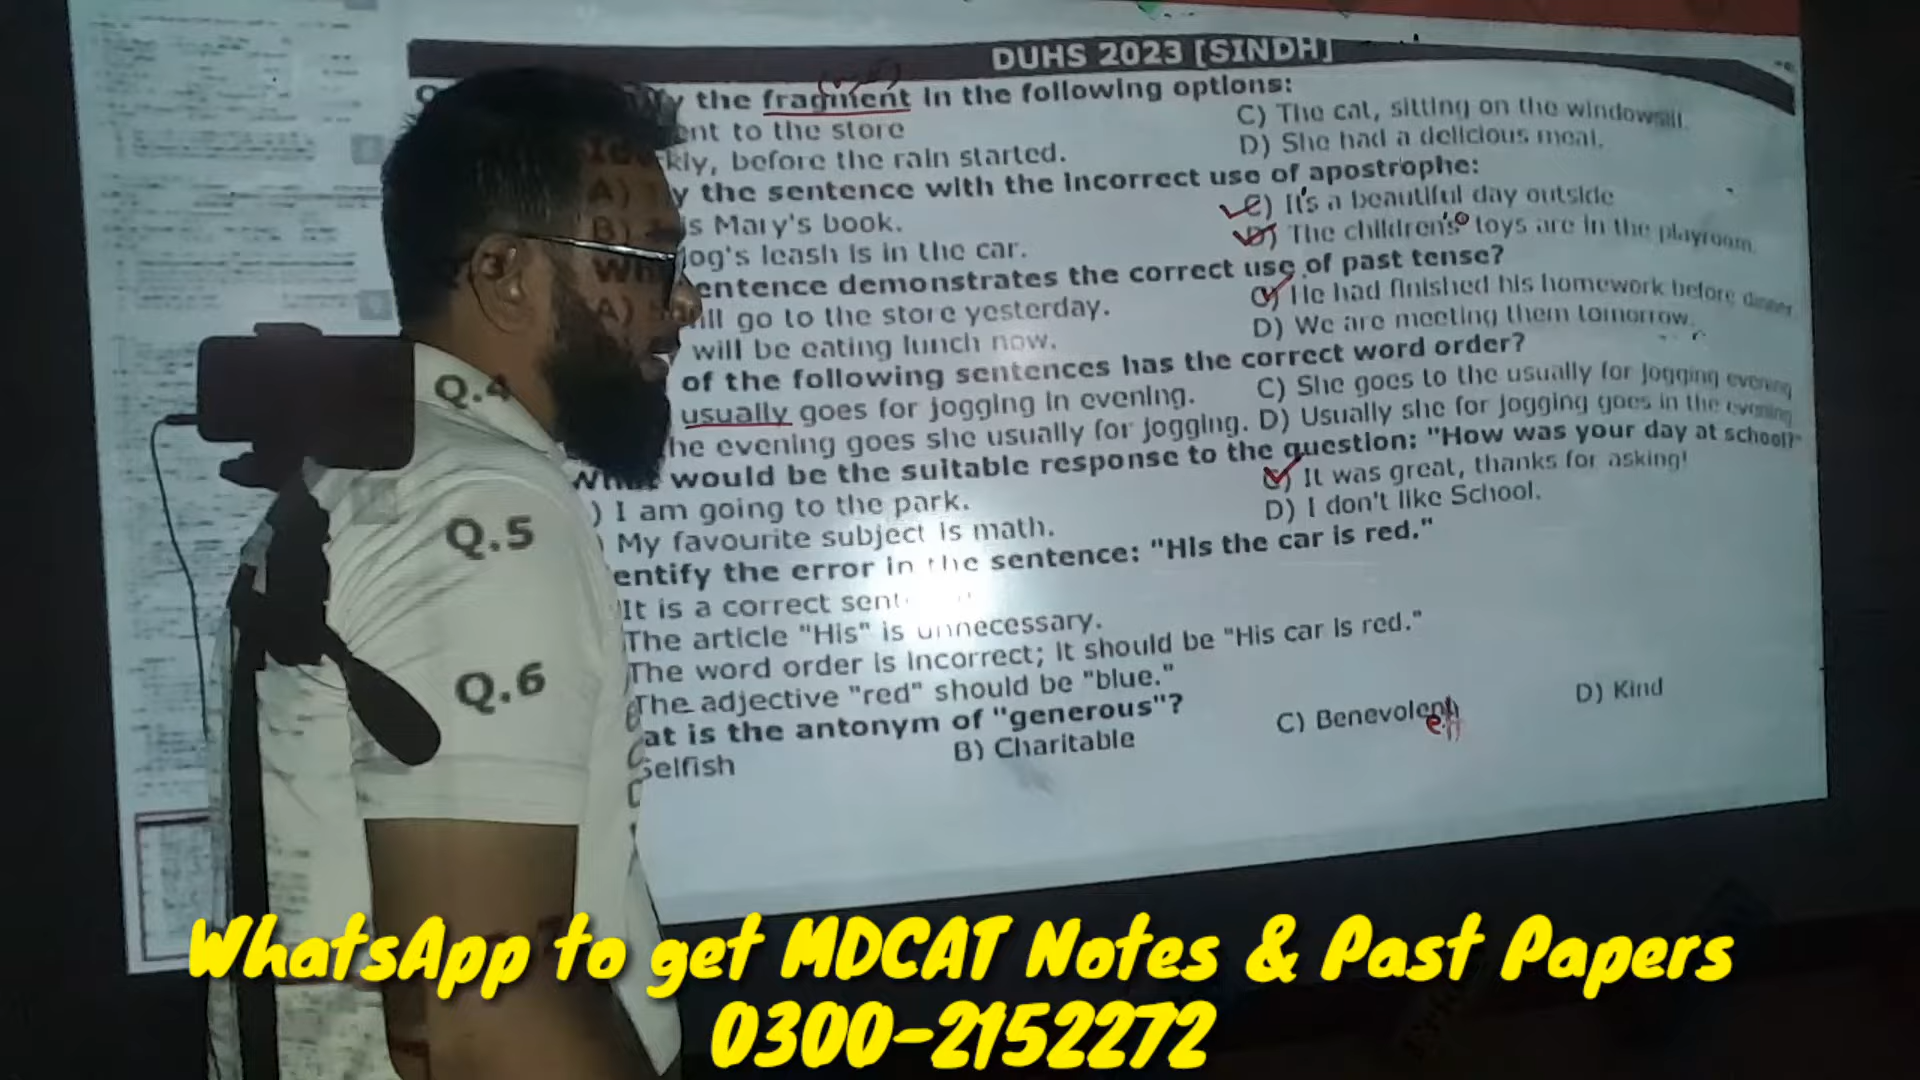 DUHS 2023 [SINDH]
the fragment in the following options:
to the store
C) The cat, sitting on the windowsill.
before the rain started.
D) She had a delicious meal.
the sentence with the incorrect use of apostrophe:
A)
Mary's book.
C) It's a beautiful day outside
B)
leash is in the car.
D) The children's toys are in the playroom.
sentence demonstrates the correct use of past tense?
A)
go to the store yesterday.
C) He had finished his homework before dinner
will be eating lunch now.
D) We are meeting them tomorrow.
Q.4
of the following sentences has the correct word order?
usually goes for jogging in evening.
C) She goes to the usually for jogging evening
he evening goes she usually for jogging.
D) Usually she for jogging goes in the evening
Q.5
What would be the suitable response to the question: "How was your day at school?"
) I am going to the park.
C) It was great, thanks for asking!
) My favourite subject is math.
D) I don't like School.
Q.6
entify the error in the sentence: "His the car is red."
It is a correct
The article "His" is unnecessary.
The word order is incorrect; it should be "His car is red."
The adjective "red" should be "blue."
at is the antonym of "generous"?
Selfish
B) Charitable
C) Benevolent
D) Kind
WhatsApp to get MDCAT Notes & Past Papers
0300-2152272